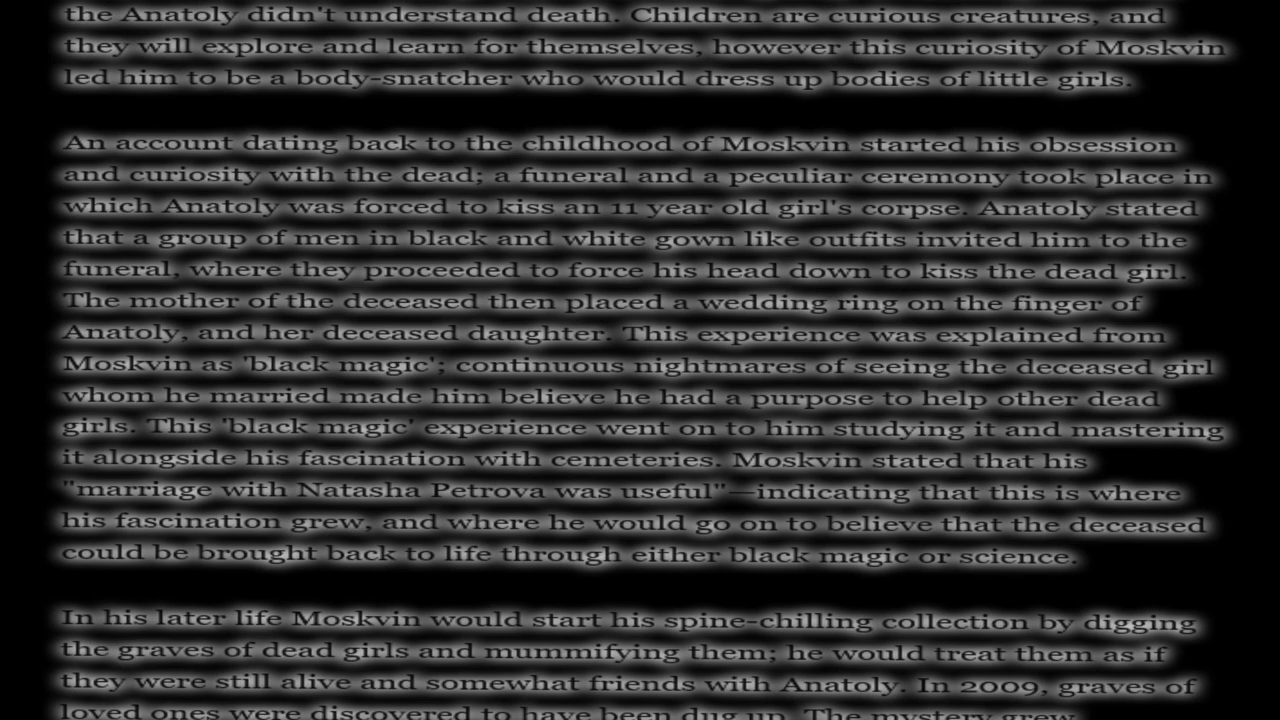 the Anatoly didn't understand death. Children are curious creatures, and
they will explore and learn for themselves, however this curiosity of Moskvin
led him to be a body-snatcher who would dress up bodies of little girls.
An account dating back to the childhood of Moskvin started his obsession
and curiosity with the dead; a funeral and a peculiar ceremony took place in
which Anatoly was forced to kiss an 11 year old girl's corpse. Anatoly stated
that a group of men in black and white gown like outfits invited him to the
funeral, where they proceeded to force his head down to kiss the dead girl.
The mother of the deceased then placed a wedding ring on the finger of
Anatoly, and her deceased daughter. This experience was explained from
Moskvin as 'black magic'; continuous nightmares of seeing the deceased girl
whom he married made him believe he had a purpose to help other dead
girls. This 'black magic' experience went on to him studying it and mastering
it alongside his fascination with cemeteries. Moskvin stated that his
"marriage with Natasha Petrova was useful"—indicating that this is where
his fascination grew, and where he would go on to believe that the deceased
could be brought back to life through either black magic or science.
In his later life Moskvin would start his spine-chilling collection by digging
the graves of dead girls and mummifying them; he would treat them as if
they were still alive and somewhat friends with Anatoly. In 2009, graves of
loved ones were discovered to have been dug up. The mystery grew